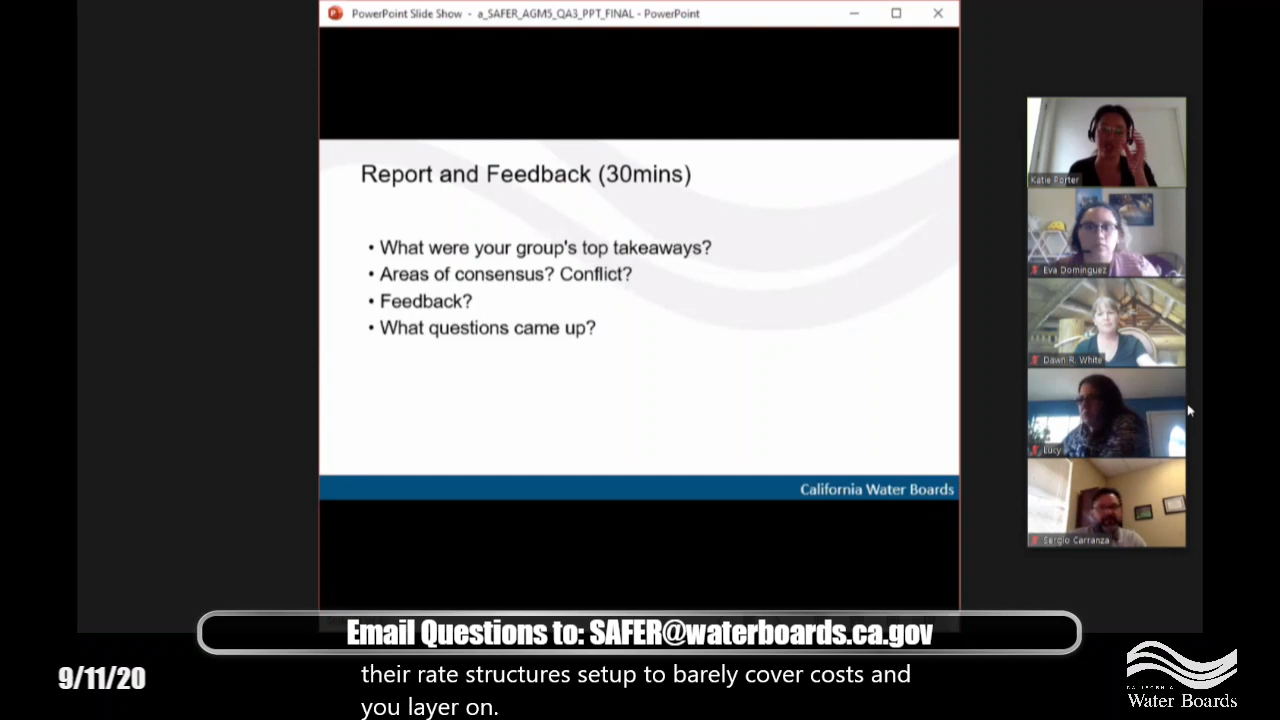 PowerPoint Slide Show - a_SAFER_AGM5_QA3_PPT_FINAL - PowerPoint
Report and Feedback (30mins)
• What were your group's top takeaways?
• Areas of consensus? Conflict?
• Feedback?
• What questions came up?
California Water Boards
Katie Porter
Eva Dominguez
Dawn R. White
Lucy
Sergio Carranza
Email Questions to: SAFER@waterboards.ca.gov
9/11/20
their rate structures setup to barely cover costs and
you layer on.
CALIFORNIA
Water Boards